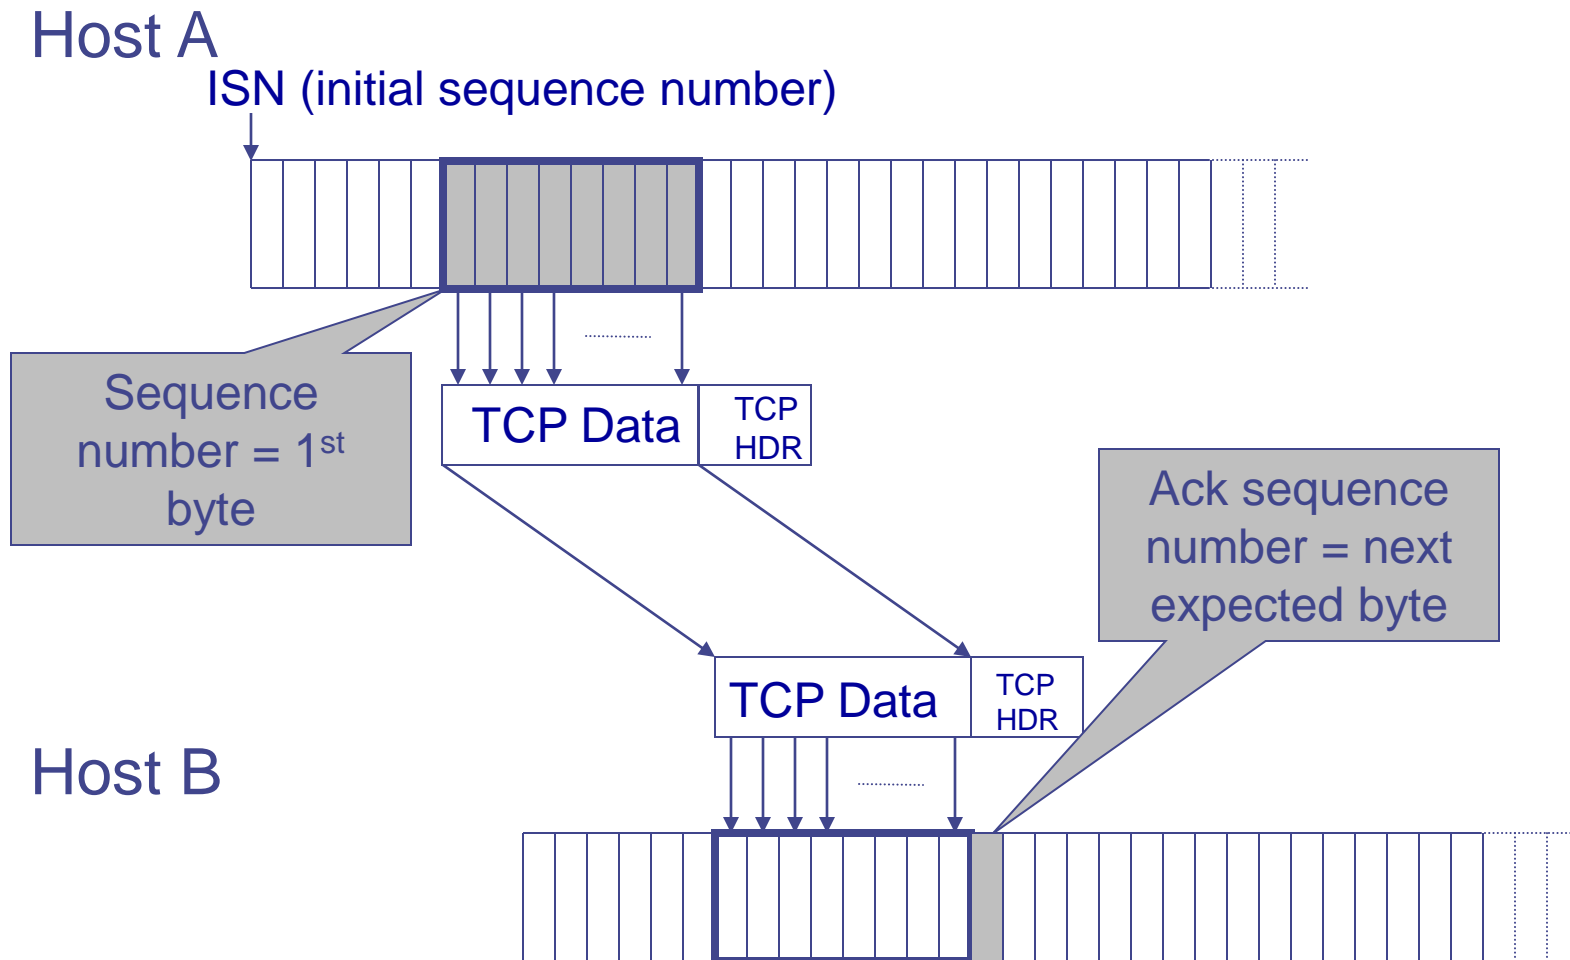 Host A
ISN (initial sequence number)
Sequence
number = 1st
byte
TCP Data
TCP
HDR
Ack sequence
number = next
expected byte
TCP Data
TCP
HDR
Host B